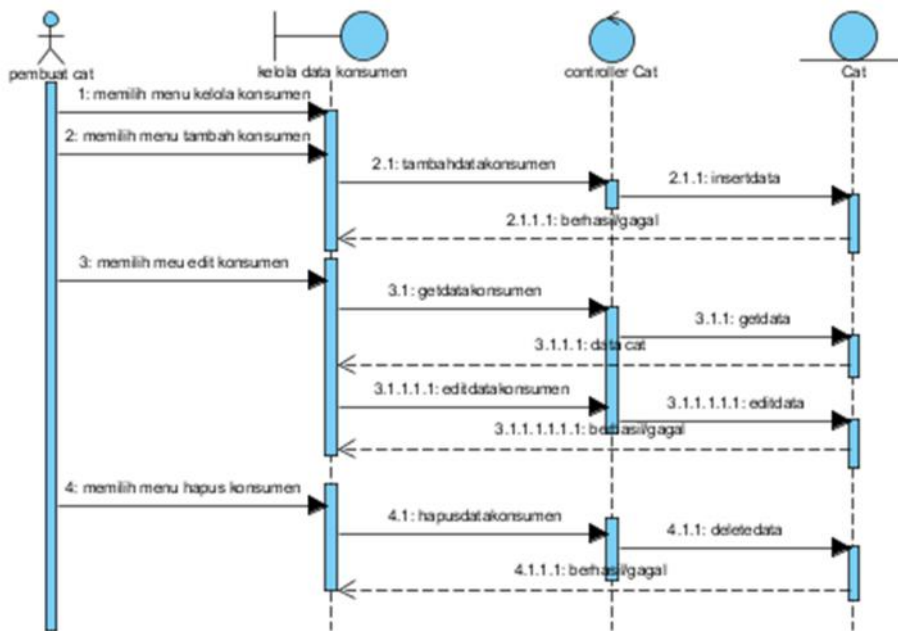 pembuat cat
kelola data konsumen
controller Cat
Cat
1: memilih menu kelola konsumen
2: memilih menu tambah konsumen
2.1: tambahdatakonsumen
2.1.1: insertdata
2.1.1.1: berhasil/gagal
3: memilih meu edit konsumen
3.1: getdatakonsumen
3.1.1: getdata
3.1.1.1: data cat
3.1.1.1.1: editdatakonsumen
3.1.1.1.1.1: editdata
3.1.1.1.1.1.1: berhasil/gagal
4: memilih menu hapus konsumen
4.1: hapusdatakonsumen
4.1.1: deletedata
4.1.1.1: berhasil/gagal